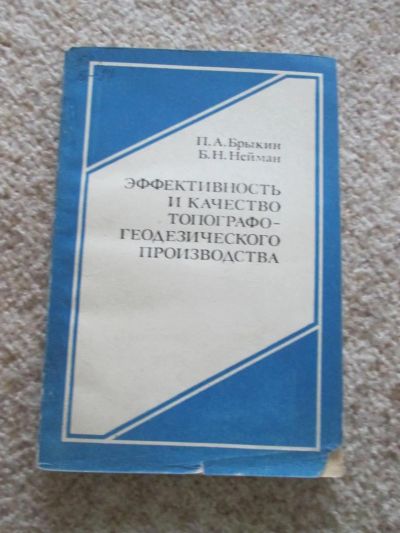 П. А. Брыкин
Б. Н. Нейман
ЭФФЕКТИВНОСТЬ
И КАЧЕСТВО
ТОПОГРАФО-
ГЕОДЕЗИЧЕСКОГО
ПРОИЗВОДСТВА